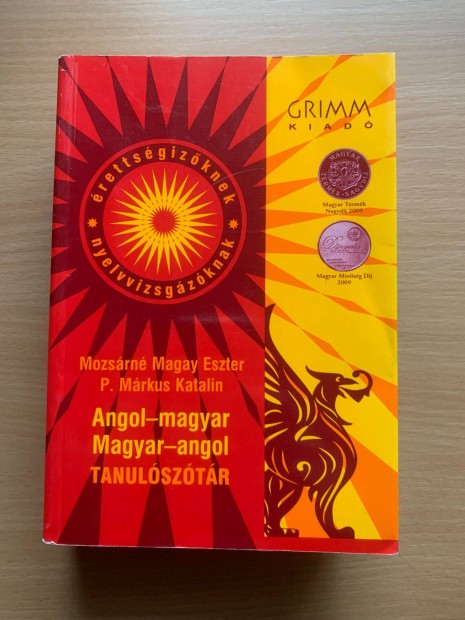 GRIMM
KIADÓ
érettségizőknek
nyelvvizsgázóknak
Magyar Termék
Nagydíj 2009
Magyar Minőség Díj
2009
Mozsárné Magay Eszter
P. Márkus Katalin
Angol–magyar
Magyar–angol
TANULÓSZÓTÁR